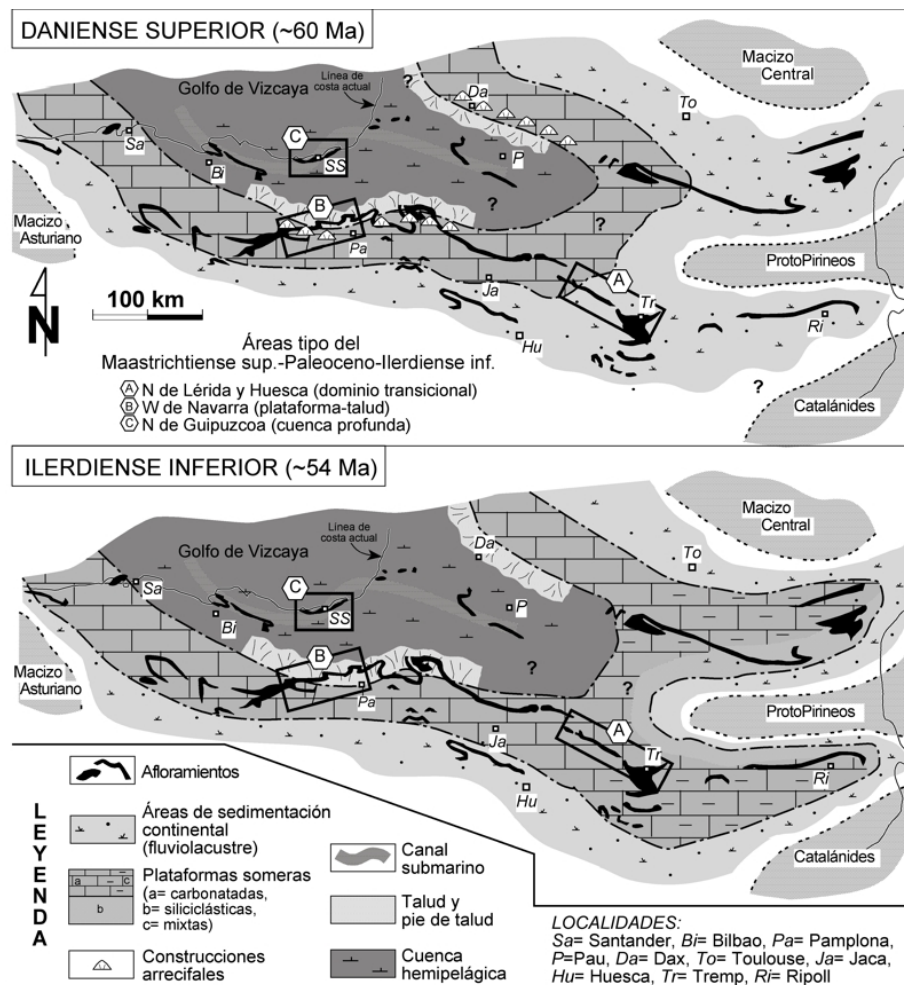 DANIENSE SUPERIOR (~60 Ma)
Macizo
Central
Golfo de Vizcaya
Línea de
costa actual
?
Da
To
C
Sa
Bi
SS
P
B
?
?
Macizo
Asturiano
Pa
ProtoPirineos
N
100 km
Ja
A
Tr
Ri
Hu
Áreas tipo del
Maastrichtiense sup.-Paleoceno-Ilerdiense inf.
?
A N de Lérida y Huesca (dominio transicional)
B W de Navarra (plataforma-talud)
C N de Guipuzcoa (cuenca profunda)
Catalánides
ILERDIENSE INFERIOR (~54 Ma)
Macizo
Central
Golfo de Vizcaya
Línea de
costa actual
Da
To
C
Sa
Bi
SS
P
B
?
?
Macizo
Asturiano
Pa
ProtoPirineos
Ja
A
Tr
Ri
Hu
Catalánides
LEYENDA
Afloramientos
Áreas de sedimentación
continental
(fluviolacustre)
a
c
b
Plataformas someras
(a= carbonatadas,
b= siliciclásticas,
c= mixtas)
Construcciones
arrecifales
Canal
submarino
Talud y
pie de talud
Cuenca
hemipelágica
LOCALIDADES:
Sa= Santander, Bi= Bilbao, Pa= Pamplona,
P=Pau, Da= Dax, To= Toulouse, Ja= Jaca,
Hu= Huesca, Tr= Tremp, Ri= Ripoll